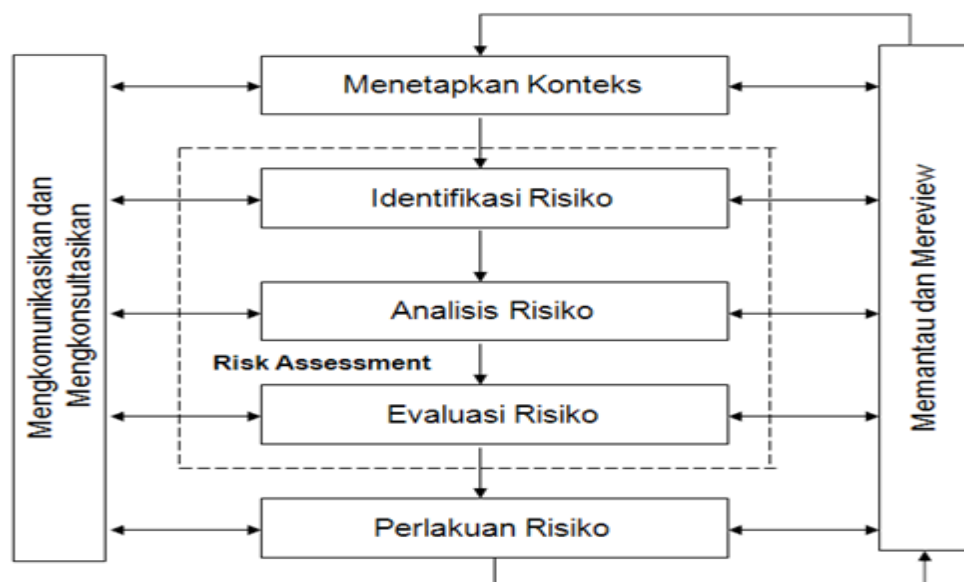 Mengkomunikasikan dan
Mengkonsultasikan
Menetapkan Konteks
Identifikasi Risiko
Analisis Risiko
Risk Assessment
Evaluasi Risiko
Perlakuan Risiko
Memantau dan Mereview